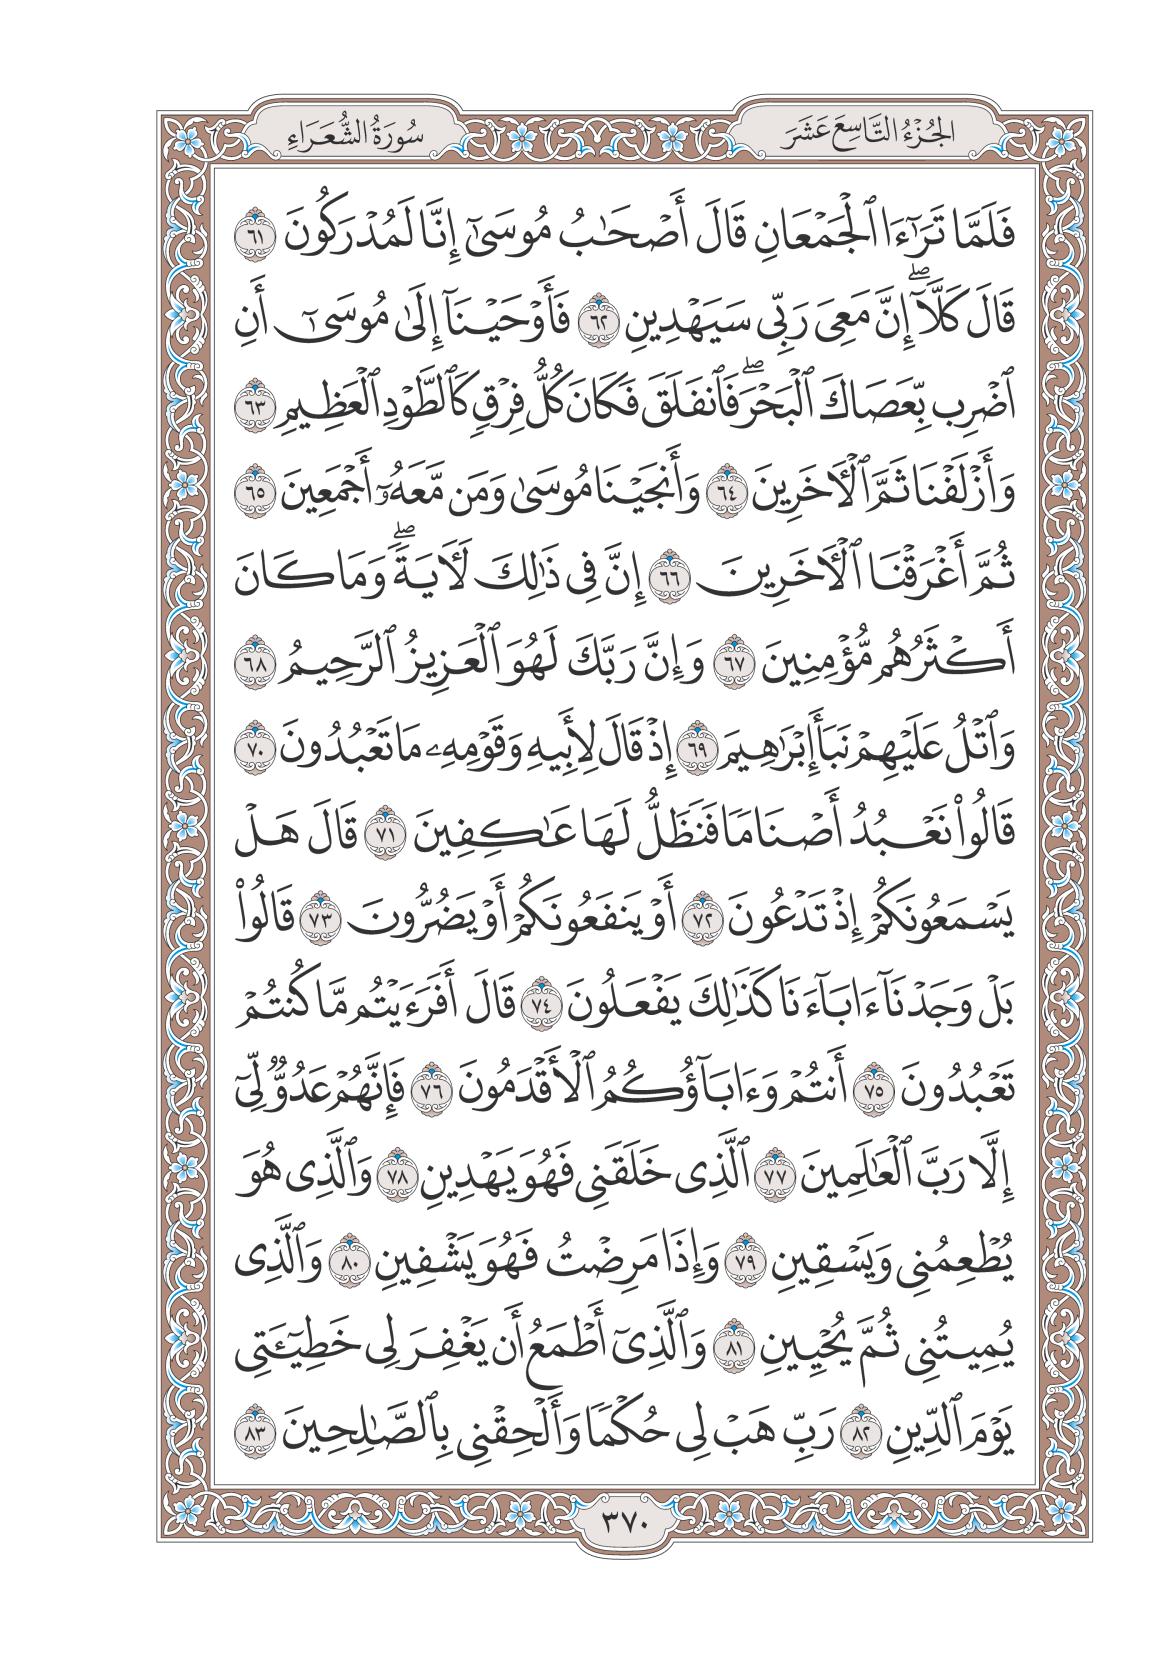 الجُزْءُ التَّاسِعَ عَشَرَ
سُورَةُ الشُّعَرَاءِ
فَلَمَّا تَرَٰٓءَا ٱلْجَمْعَانِ قَالَ أَصْحَٰبُ مُوسَىٰٓ إِنَّا لَمُدْرَكُونَ ٦١
قَالَ كَلَّآۖ إِنَّ مَعِىَ رَبِّى سَيَهْدِينِ ٦٢ فَأَوْحَيْنَآ إِلَىٰ مُوسَىٰٓ أَنِ
ٱضْرِب بِّعَصَاكَ ٱلْبَحْرَۖ فَٱنفَلَقَ فَكَانَ كُلُّ فِرْقٍ كَٱلطَّوْدِ ٱلْعَظِيمِ ٦٣
وَأَزْلَفْنَا ثَمَّ ٱلْأٓخَرِينَ ٦٤ وَأَنجَيْنَا مُوسَىٰ وَمَن مَّعَهُۥٓ أَجْمَعِينَ ٦٥
ثُمَّ أَغْرَقْنَا ٱلْأٓخَرِينَ ٦٦ إِنَّ فِى ذَٰلِكَ لَأٓيَةًۖ وَمَا كَانَ
أَكْثَرُهُم مُّؤْمِنِينَ ٦٧ وَإِنَّ رَبَّكَ لَهُوَ ٱلْعَزِيزُ ٱلرَّحِيمُ ٦٨
وَٱتْلُ عَلَيْهِمْ نَبَأَ إِبْرَٰهِيمَ ٦٩ إِذْ قَالَ لِأَبِيهِ وَقَوْمِهِۦ مَا تَعْبُدُونَ ٧٠
قَالُوا۟ نَعْبُدُ أَصْنَامًا فَنَظَلُّ لَهَا عَٰكِفِينَ ٧١ قَالَ هَلْ
يَسْمَعُونَكُمْ إِذْ تَدْعُونَ ٧٢ أَوْ يَنفَعُونَكُمْ أَوْ يَضُرُّونَ ٧٣ قَالُوا۟
بَلْ وَجَدْنَآ ءَابَآءَنَا كَذَٰلِكَ يَفْعَلُونَ ٧٤ قَالَ أَفَرَءَيْتُم مَّا كُنتُمْ
تَعْبُدُونَ ٧٥ أَنتُمْ وَءَابَآؤُكُمُ ٱلْأَقْدَمُونَ ٧٦ فَإِنَّهُمْ عَدُوٌّ لِّىٓ
إِلَّا رَبَّ ٱلْعَٰلَمِينَ ٧٧ ٱلَّذِى خَلَقَنِى فَهُوَ يَهْدِينِ ٧٨ وَٱلَّذِى هُوَ
يُطْعِمُنِى وَيَسْقِينِ ٧٩ وَإِذَا مَرِضْتُ فَهُوَ يَشْفِينِ ٨٠ وَٱلَّذِى
يُمِيتُنِى ثُمَّ يُحْيِينِ ٨١ وَٱلَّذِىٓ أَطْمَعُ أَن يَغْفِرَ لِى خَطِيٓـَٔتِى
يَوْمَ ٱلدِّينِ ٨٢ رَبِّ هَبْ لِى حُكْمًا وَأَلْحِقْنِى بِٱلصَّٰلِحِينَ ٨٣
٣٧٠